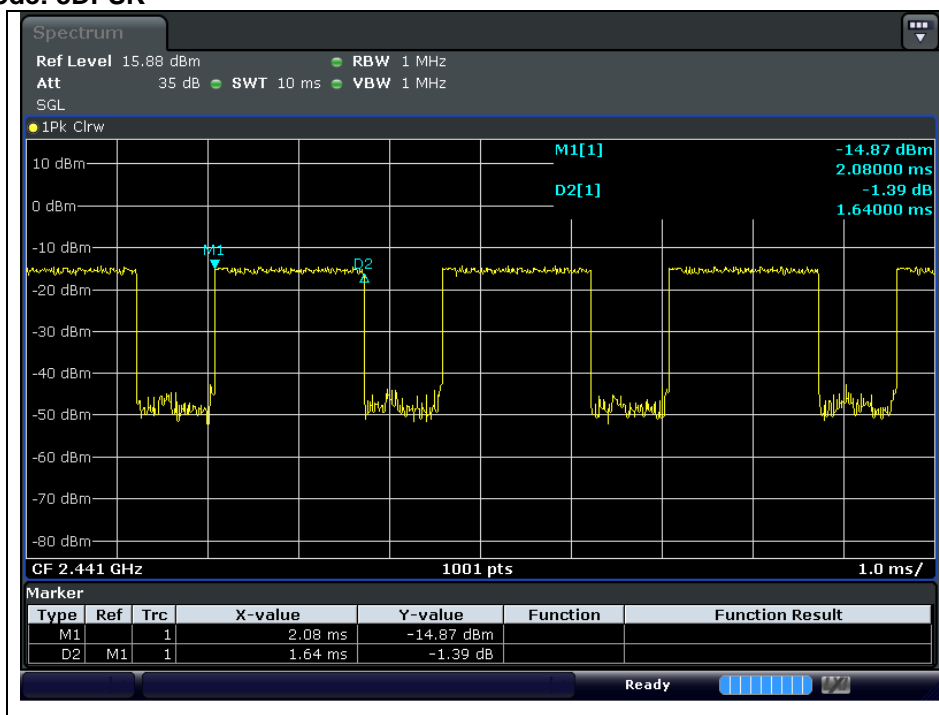 Spectrum
Ref Level 15.88 dBm RBW 1 MHz
Att 35 dB SWT 10 ms VBW 1 MHz
SGL
1Pk Clrw
M1[1] -14.87 dBm
2.08000 ms
D2[1] -1.39 dB
1.64000 ms
10 dBm
0 dBm
-10 dBm
M1
D2
-20 dBm
-30 dBm
-40 dBm
-50 dBm
-60 dBm
-70 dBm
-80 dBm
CF 2.441 GHz 1001 pts 1.0 ms/
Marker
Type Ref Trc X-value Y-value Function Function Result
M1 1 2.08 ms -14.87 dBm
D2 M1 1 1.64 ms -1.39 dB
Ready